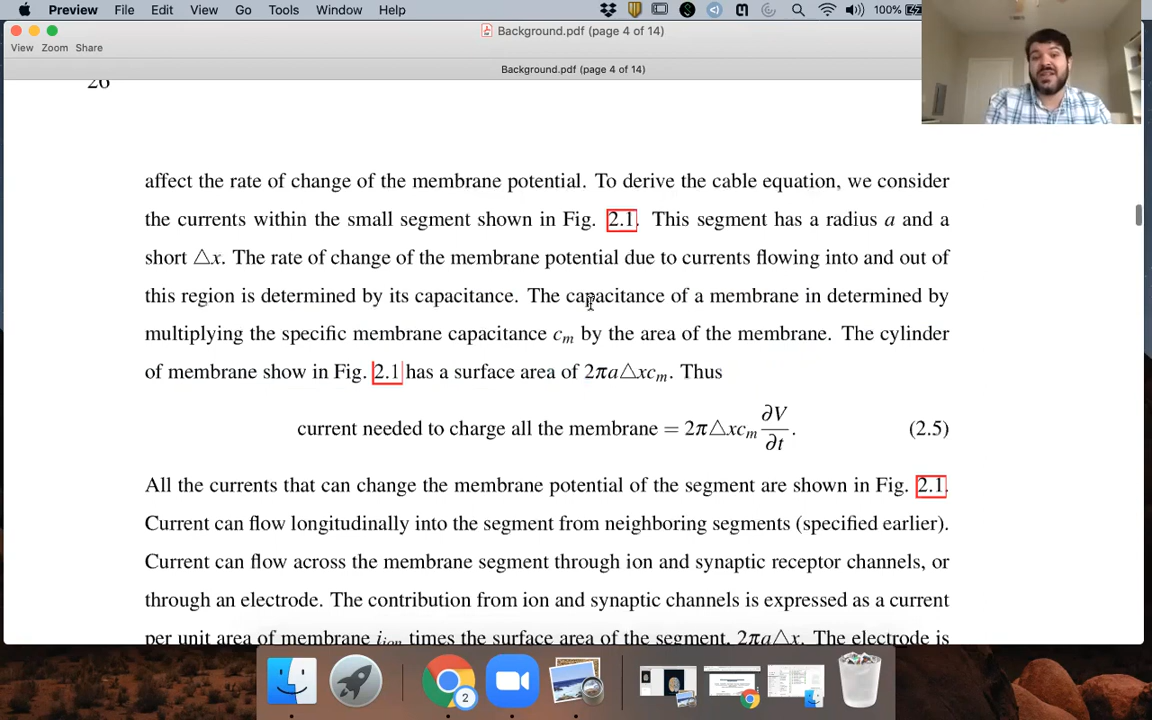 Preview File Edit View Go Tools Window Help 100%
Background.pdf (page 4 of 14)
View Zoom Share
Background.pdf (page 4 of 14)
26
affect the rate of change of the membrane potential. To derive the cable equation, we consider
the currents within the small segment shown in Fig. 2.1. This segment has a radius a and a
short △x. The rate of change of the membrane potential due to currents flowing into and out of
this region is determined by its capacitance. The capacitance of a membrane in determined by
multiplying the specific membrane capacitance cₘ by the area of the membrane. The cylinder
of membrane show in Fig. 2.1 has a surface area of 2πa△xcₘ. Thus
current needed to charge all the membrane = 2π△xcₘ ∂V/∂t. (2.5)
All the currents that can change the membrane potential of the segment are shown in Fig. 2.1.
Current can flow longitudinally into the segment from neighboring segments (specified earlier).
Current can flow across the membrane segment through ion and synaptic receptor channels, or
through an electrode. The contribution from ion and synaptic channels is expressed as a current
per unit area of membrane iᵢₒₙ times the surface area of the segment, 2πa△x. The electrode is
2